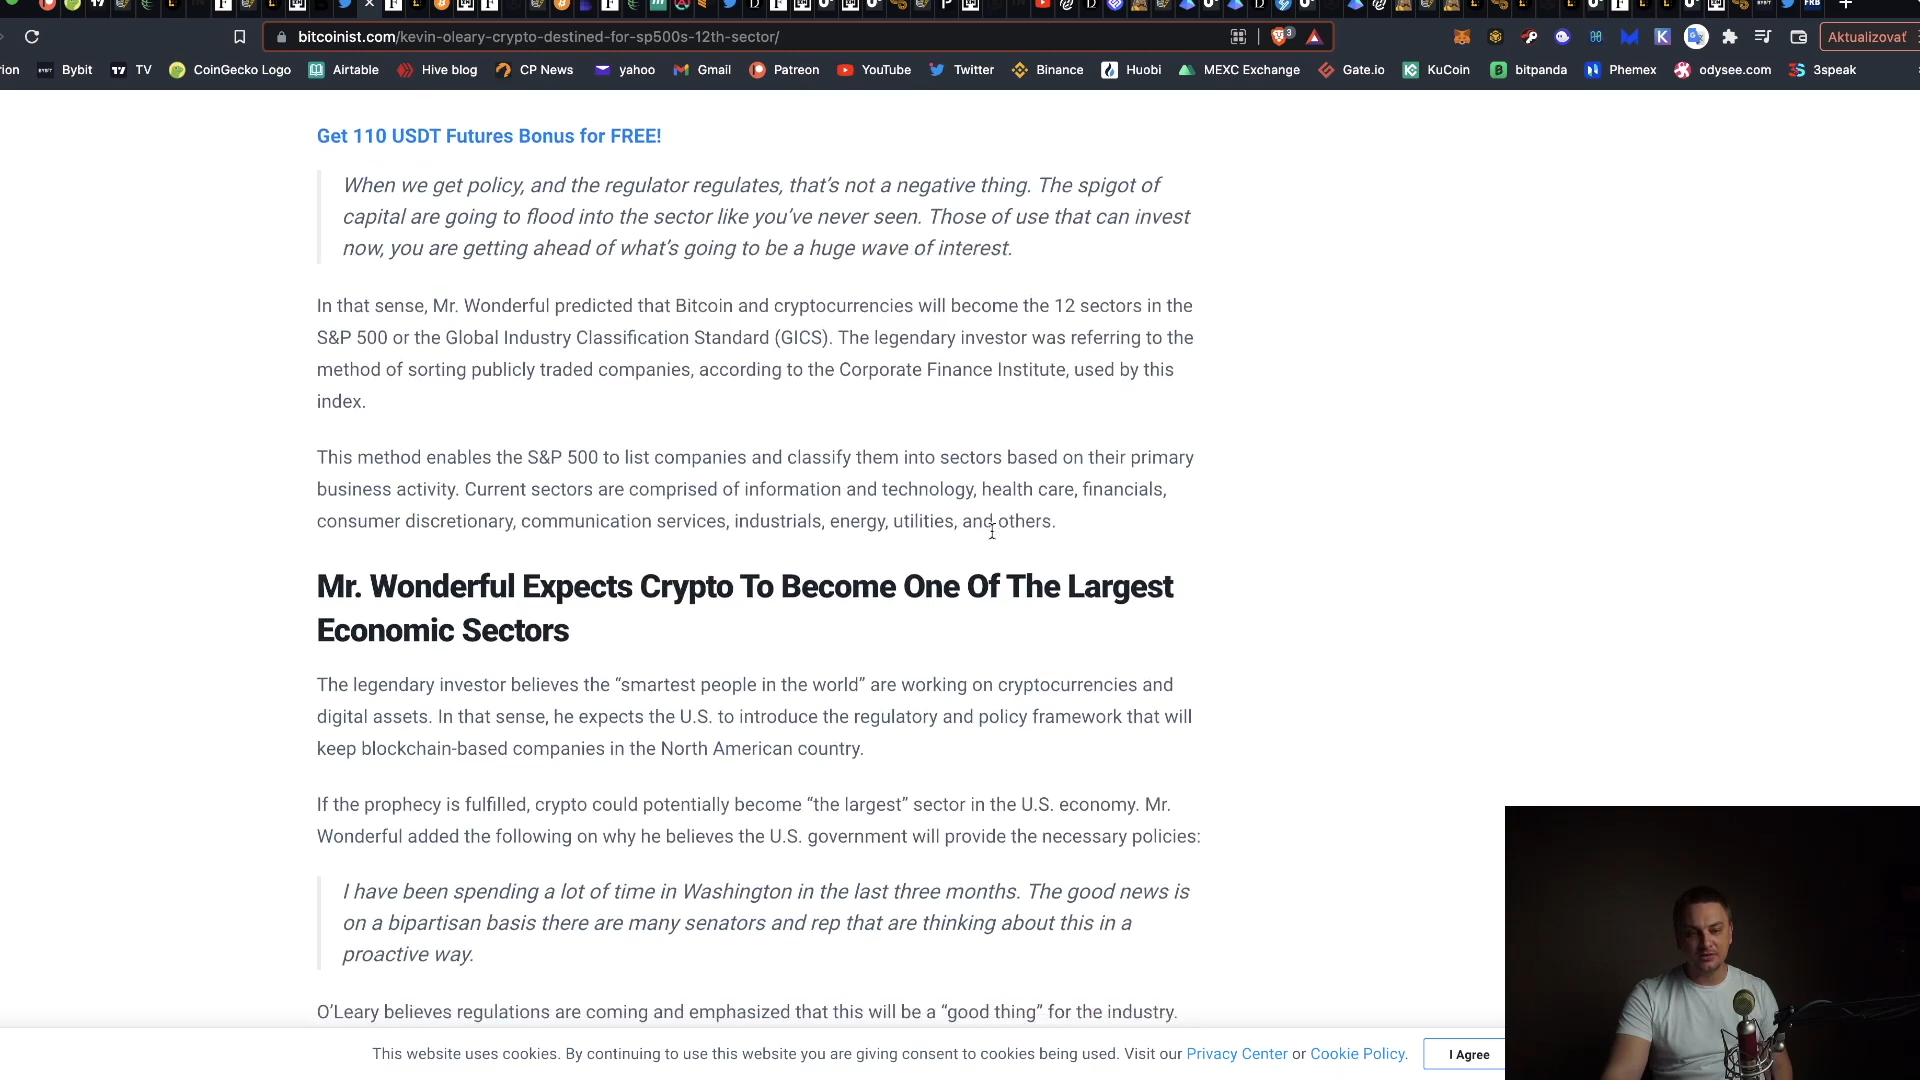 bitcoinist.com/kevin-oleary-crypto-destined-for-sp500s-12th-sector/
3
Aktualizovať
rion Bybit TV CoinGecko Logo Airtable Hive blog CP News yahoo Gmail Patreon YouTube Twitter Binance Huobi MEXC Exchange Gate.io KuCoin bitpanda Phemex odysee.com 3speak
Get 110 USDT Futures Bonus for FREE!
When we get policy, and the regulator regulates, that’s not a negative thing. The spigot of
capital are going to flood into the sector like you’ve never seen. Those of use that can invest
now, you are getting ahead of what’s going to be a huge wave of interest.
In that sense, Mr. Wonderful predicted that Bitcoin and cryptocurrencies will become the 12 sectors in the
S&P 500 or the Global Industry Classification Standard (GICS). The legendary investor was referring to the
method of sorting publicly traded companies, according to the Corporate Finance Institute, used by this
index.
This method enables the S&P 500 to list companies and classify them into sectors based on their primary
business activity. Current sectors are comprised of information and technology, health care, financials,
consumer discretionary, communication services, industrials, energy, utilities, and others.
Mr. Wonderful Expects Crypto To Become One Of The Largest
Economic Sectors
The legendary investor believes the “smartest people in the world” are working on cryptocurrencies and
digital assets. In that sense, he expects the U.S. to introduce the regulatory and policy framework that will
keep blockchain-based companies in the North American country.
If the prophecy is fulfilled, crypto could potentially become “the largest” sector in the U.S. economy. Mr.
Wonderful added the following on why he believes the U.S. government will provide the necessary policies:
I have been spending a lot of time in Washington in the last three months. The good news is
on a bipartisan basis there are many senators and rep that are thinking about this in a
proactive way.
O’Leary believes regulations are coming and emphasized that this will be a “good thing” for the industry.
This website uses cookies. By continuing to use this website you are giving consent to cookies being used. Visit our Privacy Center or Cookie Policy.
I Agree